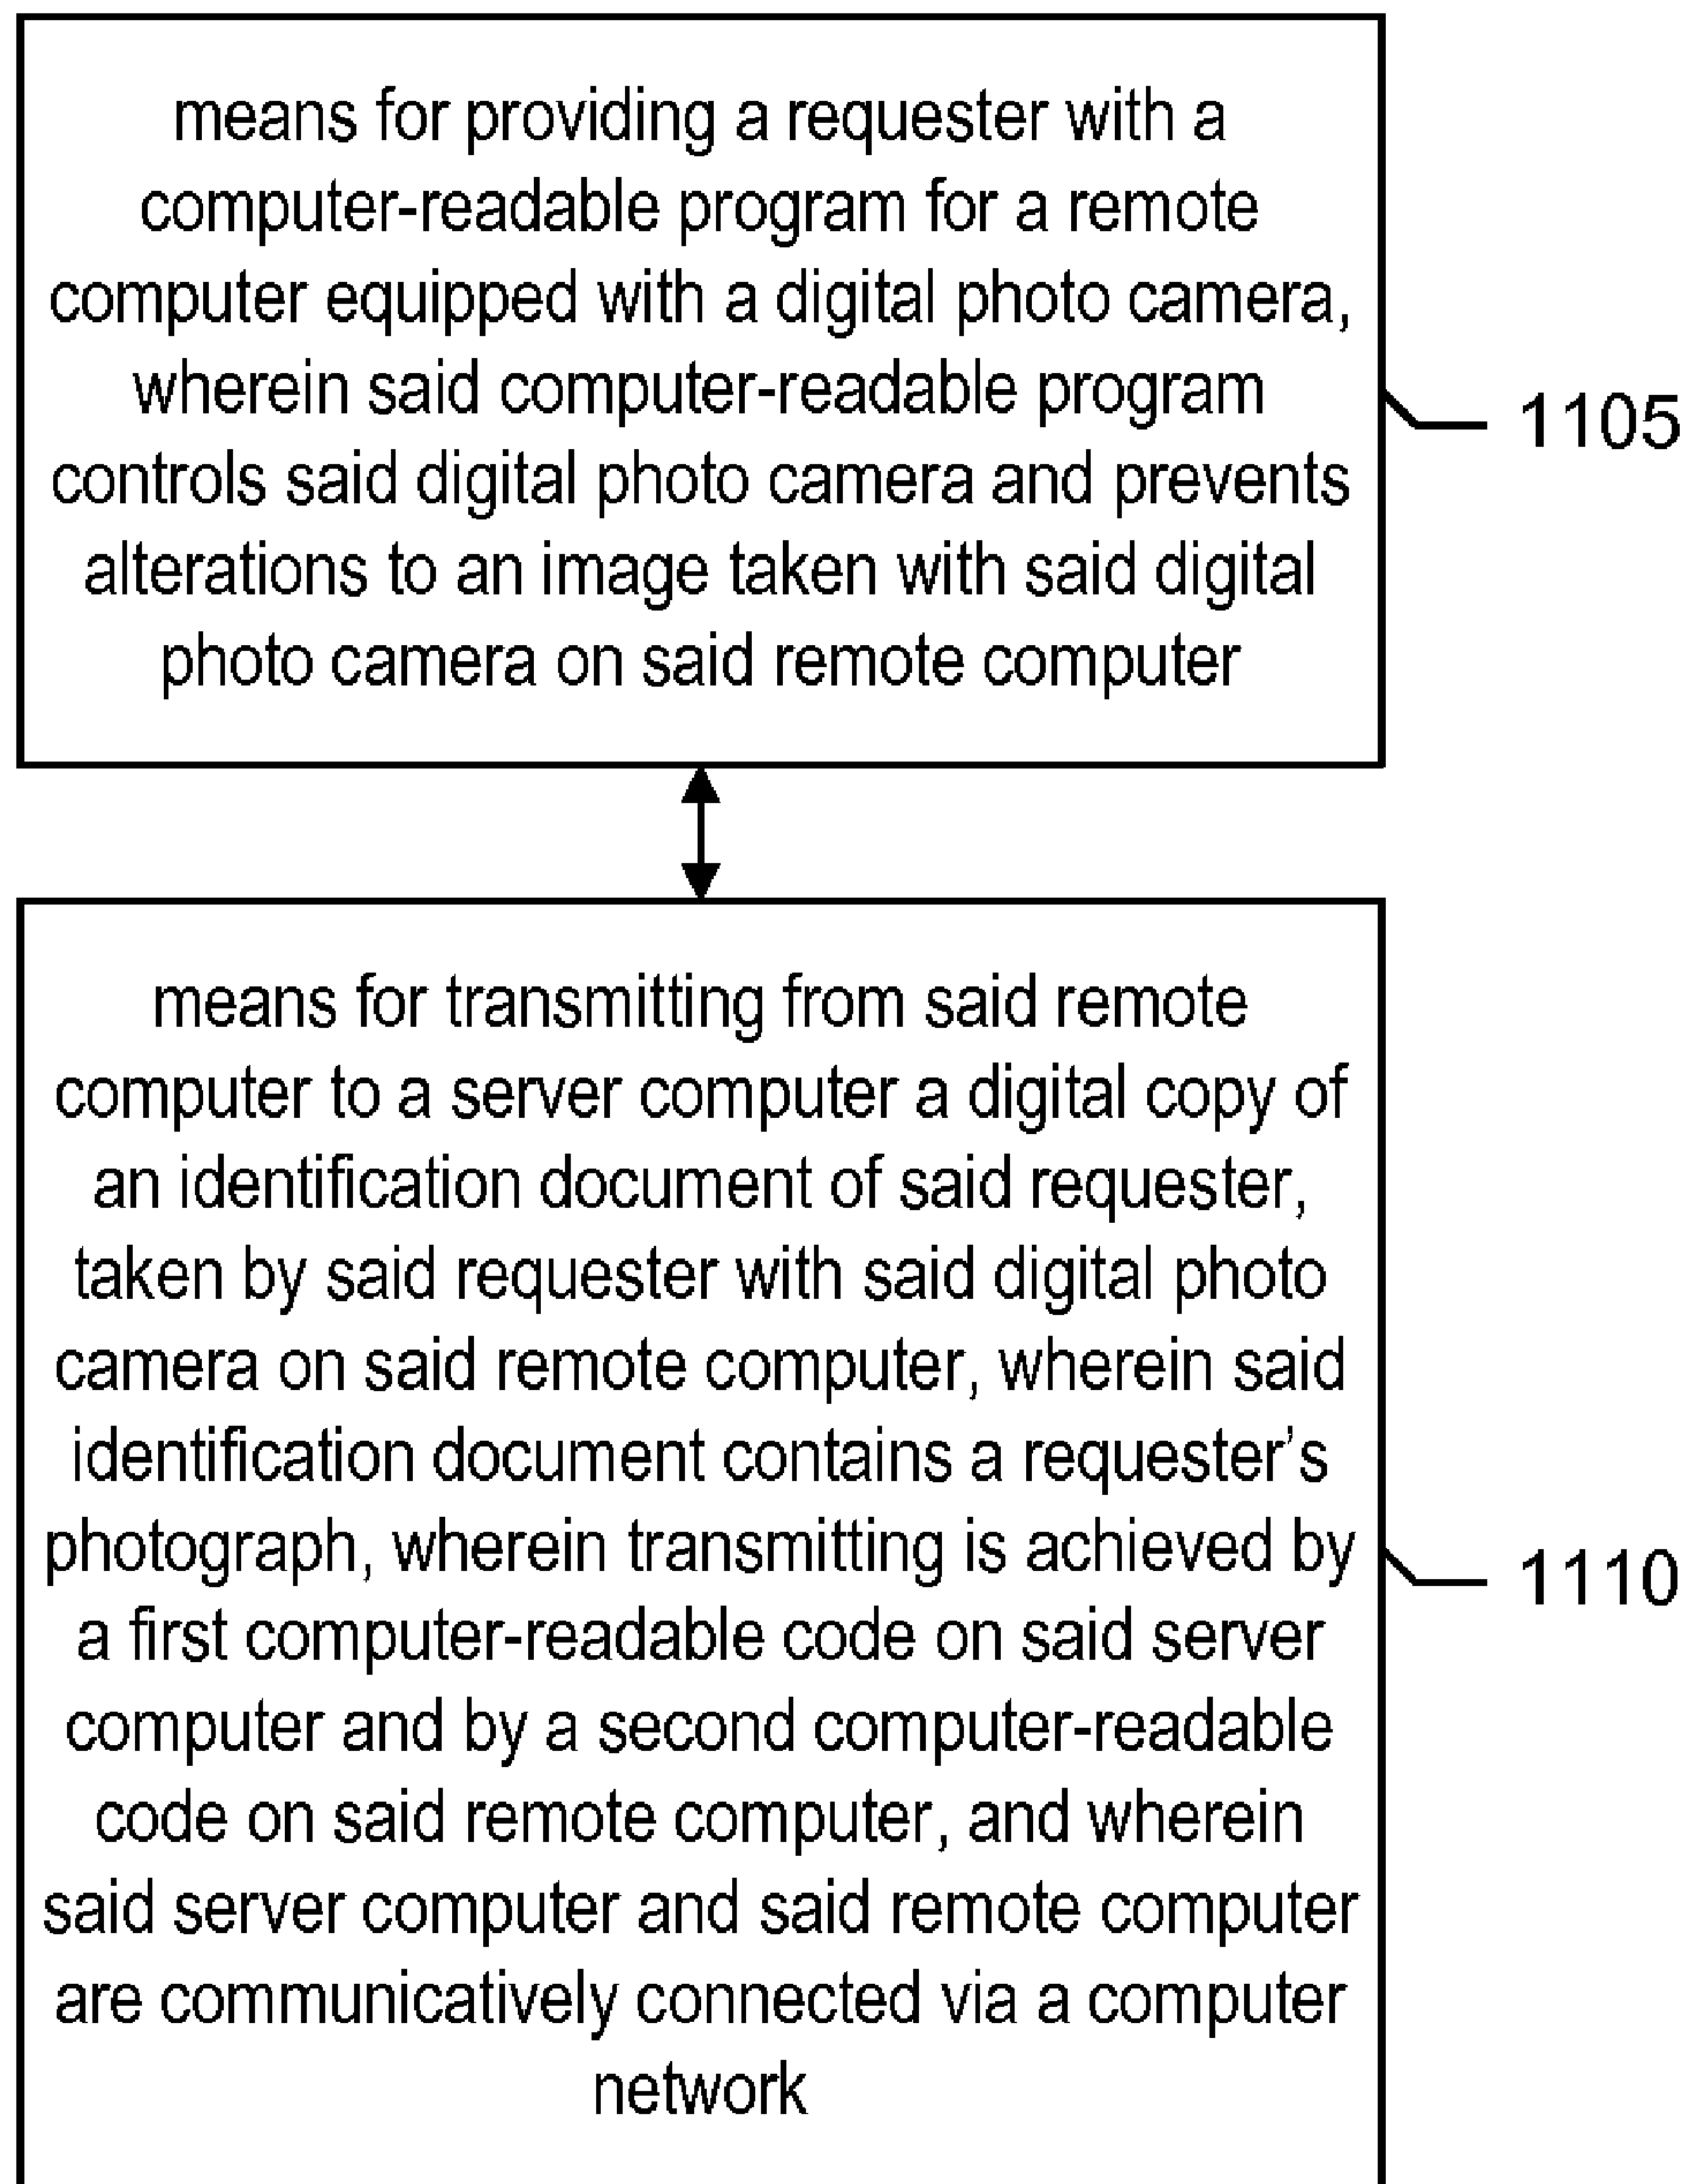 means for providing a requester with a
computer-readable program for a remote
computer equipped with a digital photo camera,
wherein said computer-readable program
controls said digital photo camera and prevents
alterations to an image taken with said digital
photo camera on said remote computer
1105
means for transmitting from said remote
computer to a server computer a digital copy of
an identification document of said requester,
taken by said requester with said digital photo
camera on said remote computer, wherein said
identification document contains a requester’s
photograph, wherein transmitting is achieved by
a first computer-readable code on said server
computer and by a second computer-readable
code on said remote computer, and wherein
said server computer and said remote computer
are communicatively connected via a computer
network
1110